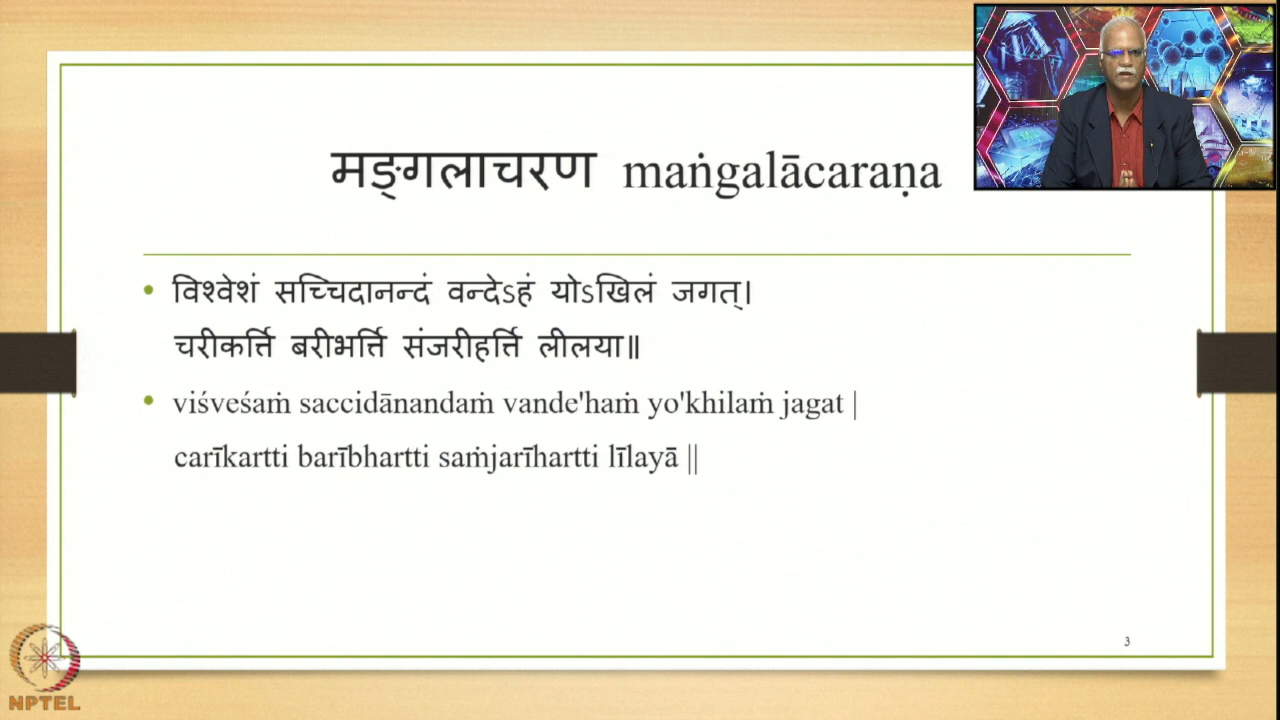 मङ्गलाचरण maṅgalācaraṇa
• विश्वेशं सच्चिदानन्दं वन्देऽहं योऽखिलं जगत्।
चरीकर्त्ति बरीभर्त्ति संजरीहर्त्ति लीलया॥
• viśveśaṁ saccidānandaṁ vande'haṁ yo'khilaṁ jagat |
carīkartti barībhartti saṁjarīhartti līlayā ||
3
NPTEL